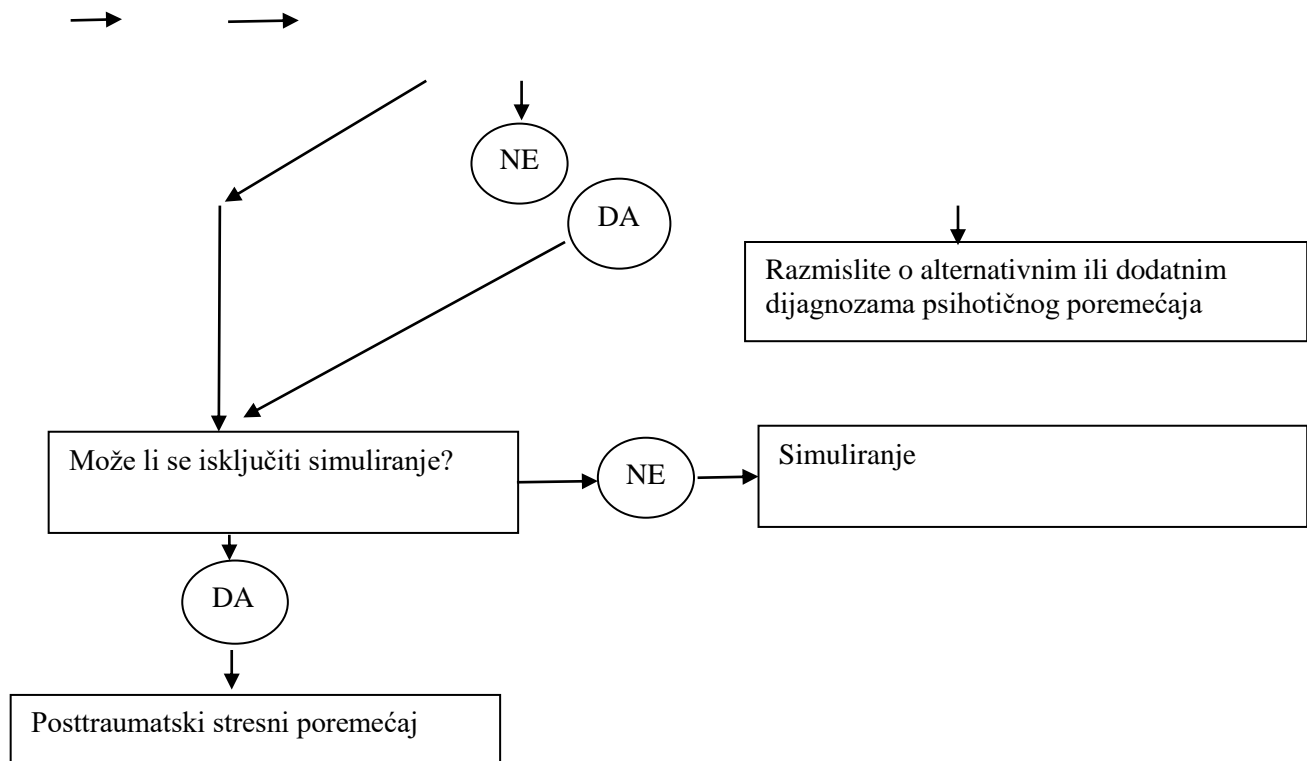 NE
DA
Razmislite o alternativnim ili dodatnim
dijagnozama psihotičnog poremećaja
Može li se isključiti simuliranje?
NE
Simuliranje
DA
Posttraumatski stresni poremećaj